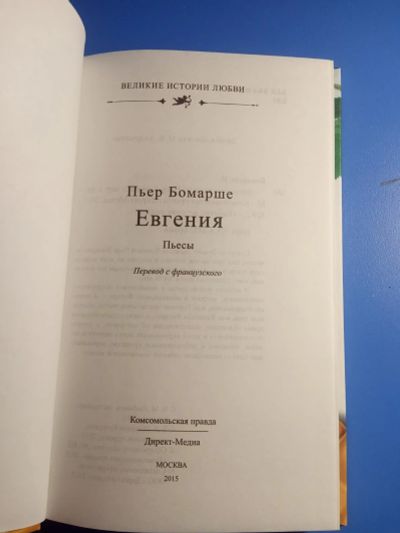 ВЕЛИКИЕ ИСТОРИИ ЛЮБВИ
Пьер Бомарше
Евгения
Пьесы
Перевод с французского
Комсомольская правда
Директ-Медиа
МОСКВА
2015